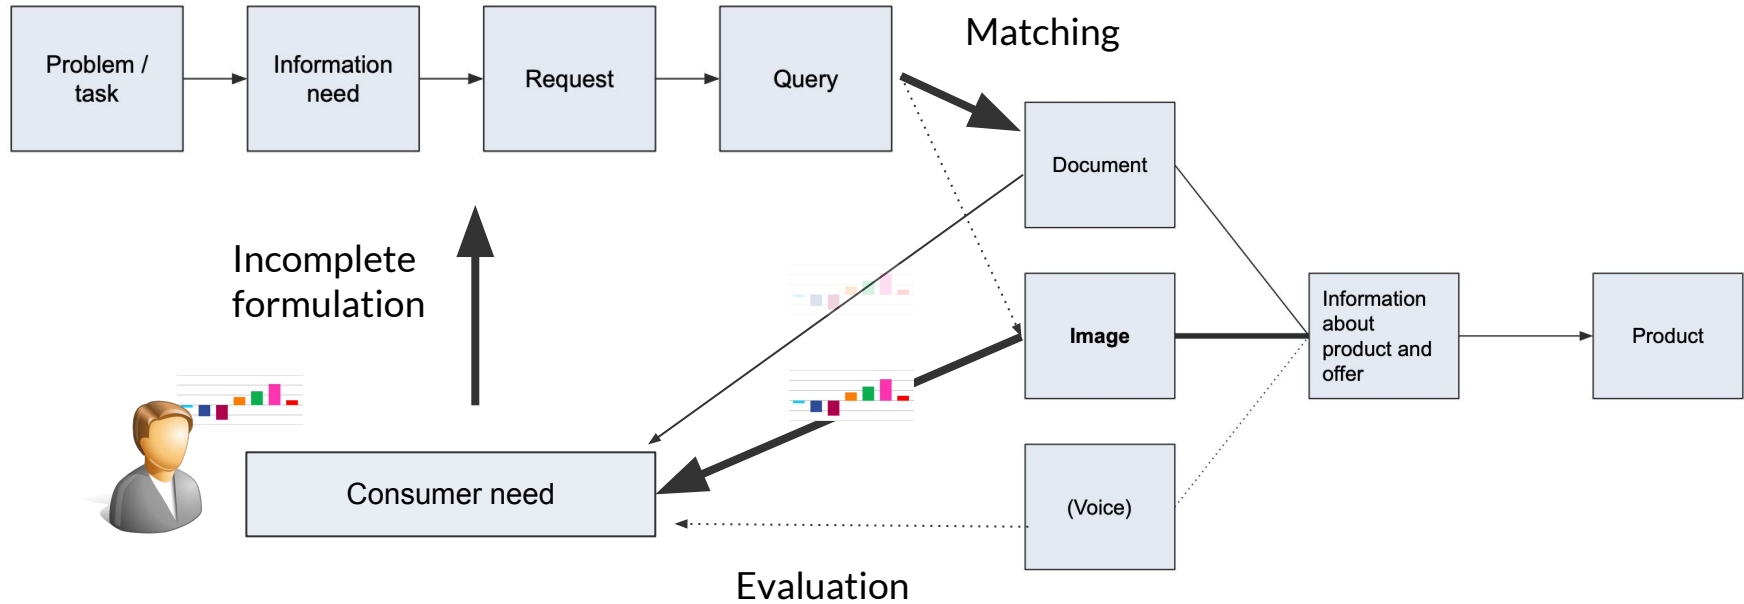 Problem /
task
Information
need
Request
Query
Matching
Document
Incomplete
formulation
Image
Information
about
product and
offer
Product
Consumer need
(Voice)
Evaluation